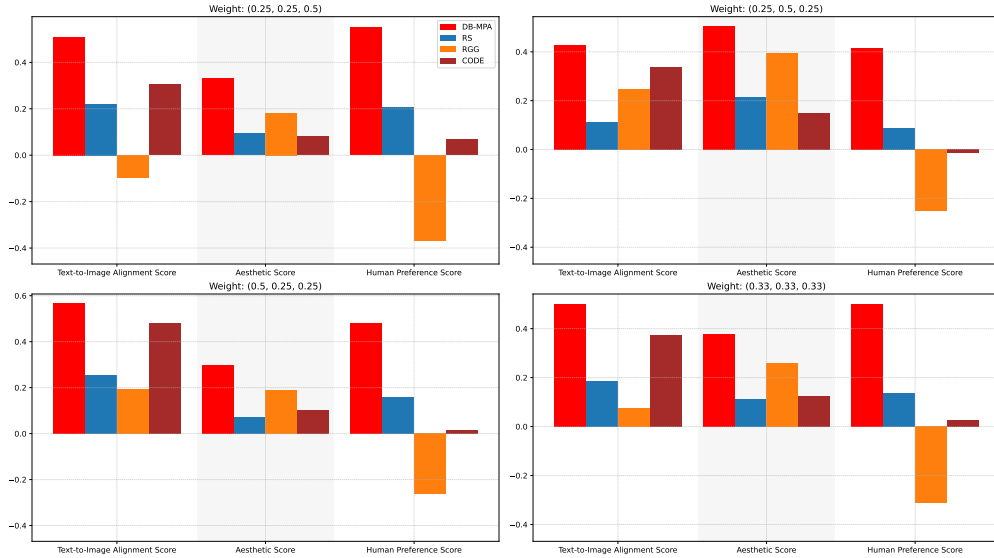 Weight: (0.25, 0.25, 0.5)
DB-MPA
RS
RGG
CODE
0.4
0.2
0.0
−0.2
−0.4
Text-to-Image Alignment Score
Aesthetic Score
Human Preference Score
Weight: (0.25, 0.5, 0.25)
0.4
0.2
0.0
−0.2
−0.4
Text-to-Image Alignment Score
Aesthetic Score
Human Preference Score
Weight: (0.5, 0.25, 0.25)
0.6
0.4
0.2
0.0
−0.2
−0.4
Text-to-Image Alignment Score
Aesthetic Score
Human Preference Score
Weight: (0.33, 0.33, 0.33)
0.4
0.2
0.0
−0.2
−0.4
Text-to-Image Alignment Score
Aesthetic Score
Human Preference Score